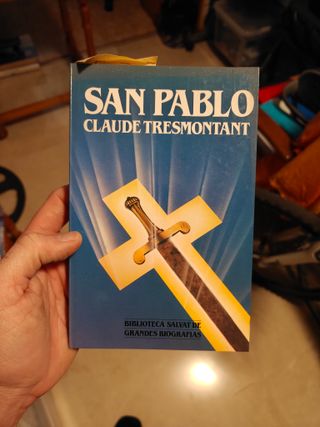 SAN PABLO
CLAUDE TRESMONTANT
BIBLIOTECA SALVAT DE
GRANDES BIOGRAFIAS